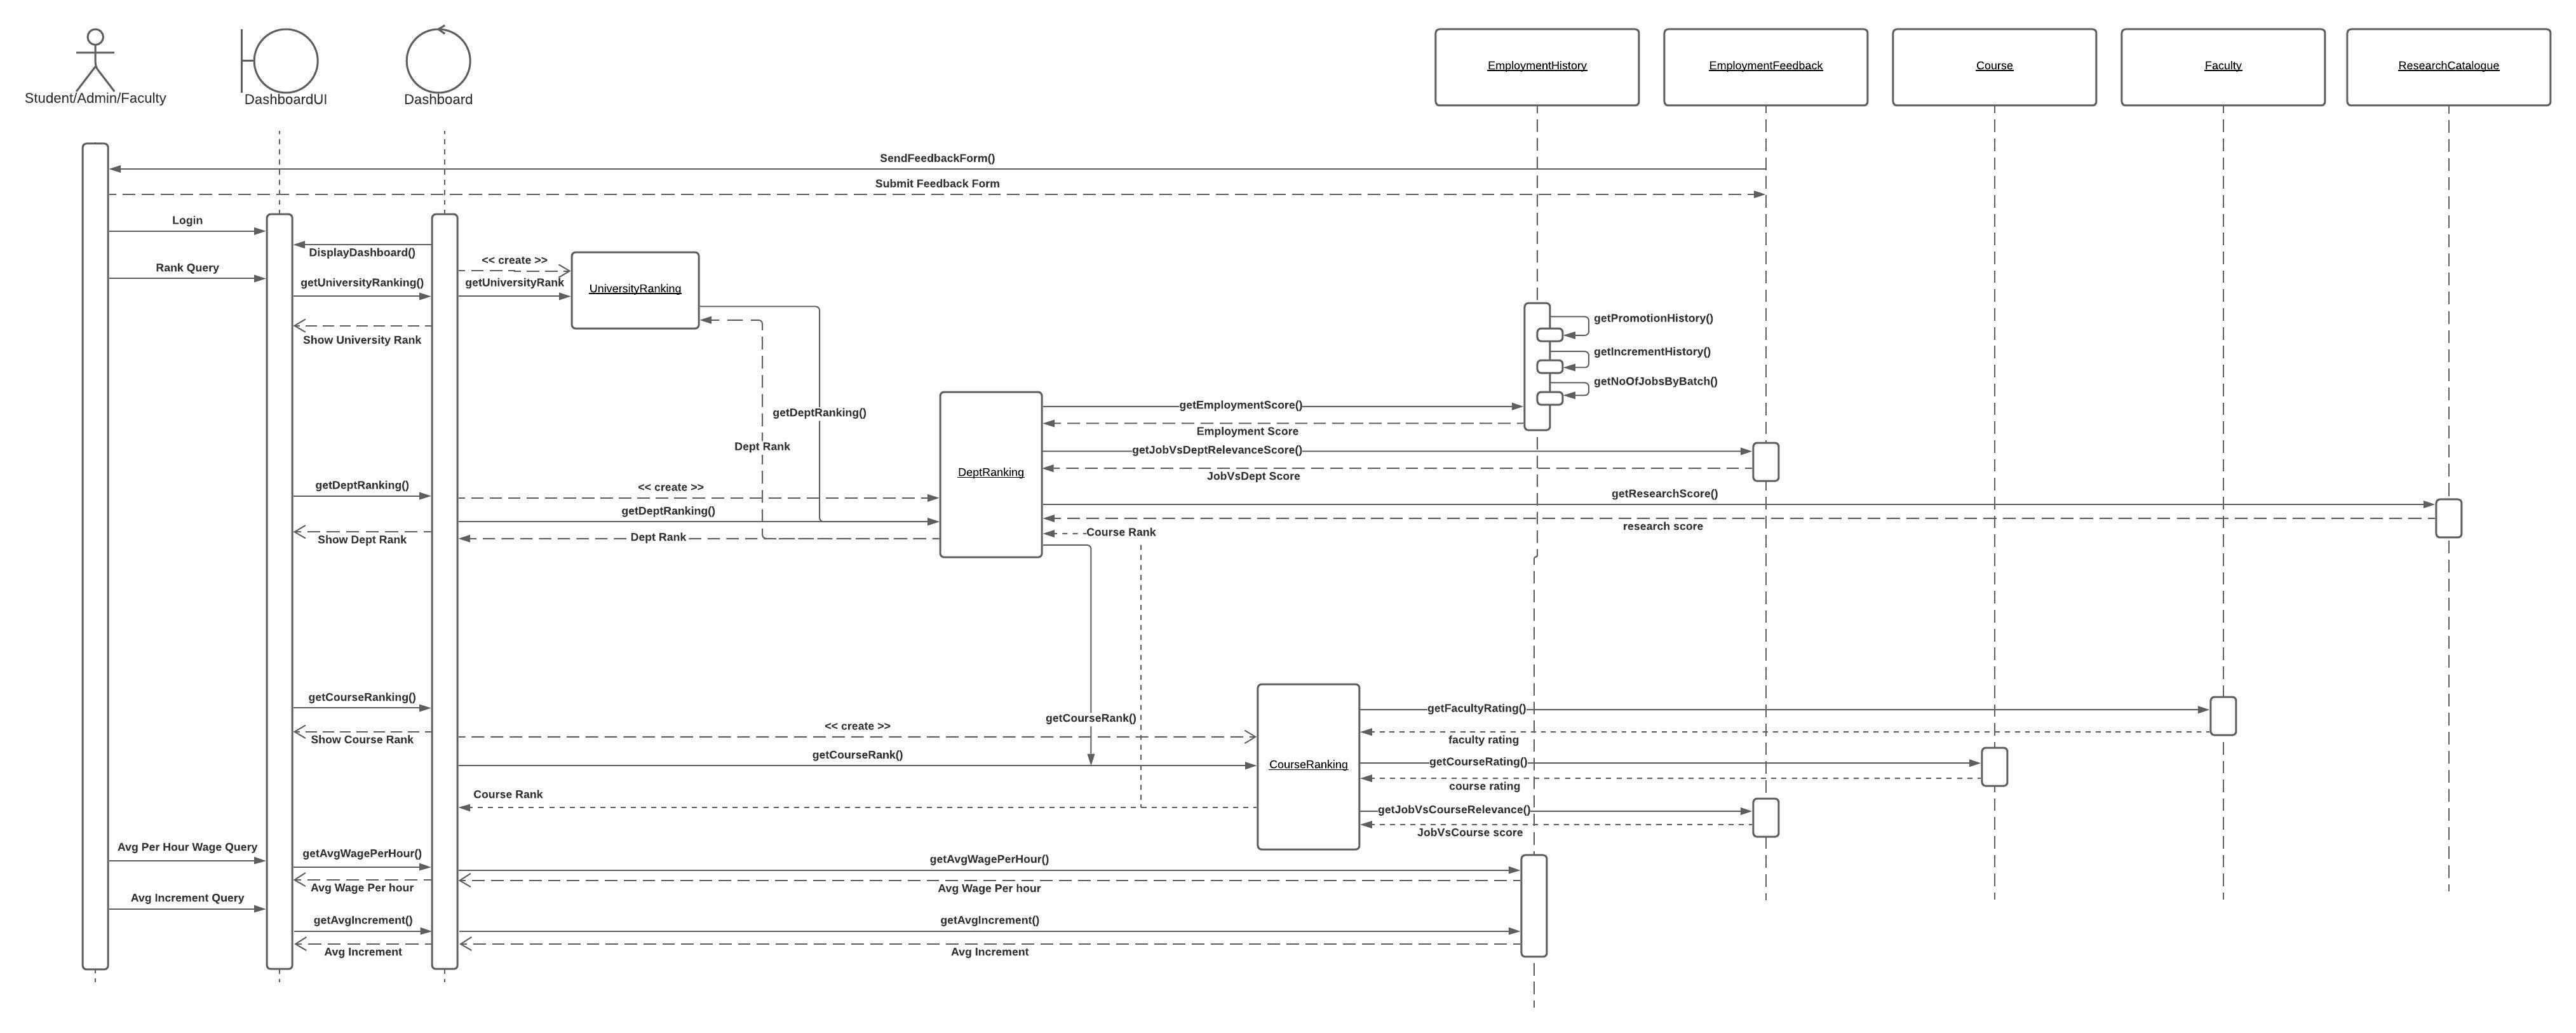 Student/Admin/Faculty
DashboardUI
Dashboard
EmploymentHistory
EmploymentFeedback
Course
Faculty
ResearchCatalogue
SendFeedbackForm()
Submit Feedback Form
Login
DisplayDashboard()
<< create >>
Rank Query
getUniversityRanking()
getUniversityRank
UniversityRanking
Show University Rank
getPromotionHistory()
getIncrementHistory()
getNoOfJobsByBatch()
getDeptRanking()
getEmploymentScore()
Employment Score
Dept Rank
getJobVsDeptRelevanceScore()
JobVsDept Score
DeptRanking
getDeptRanking()
<< create >>
getResearchScore()
getDeptRanking()
research score
Show Dept Rank
Dept Rank
Course Rank
getCourseRanking()
Show Course Rank
<< create >>
getCourseRank()
getFacultyRating()
faculty rating
getCourseRank()
CourseRanking
getCourseRating()
course rating
Course Rank
getJobVsCourseRelevance()
JobVsCourse score
Avg Per Hour Wage Query
getAvgWagePerHour()
getAvgWagePerHour()
Avg Wage Per hour
Avg Wage Per hour
Avg Increment Query
getAvgIncrement()
getAvgIncrement()
Avg Increment
Avg Increment